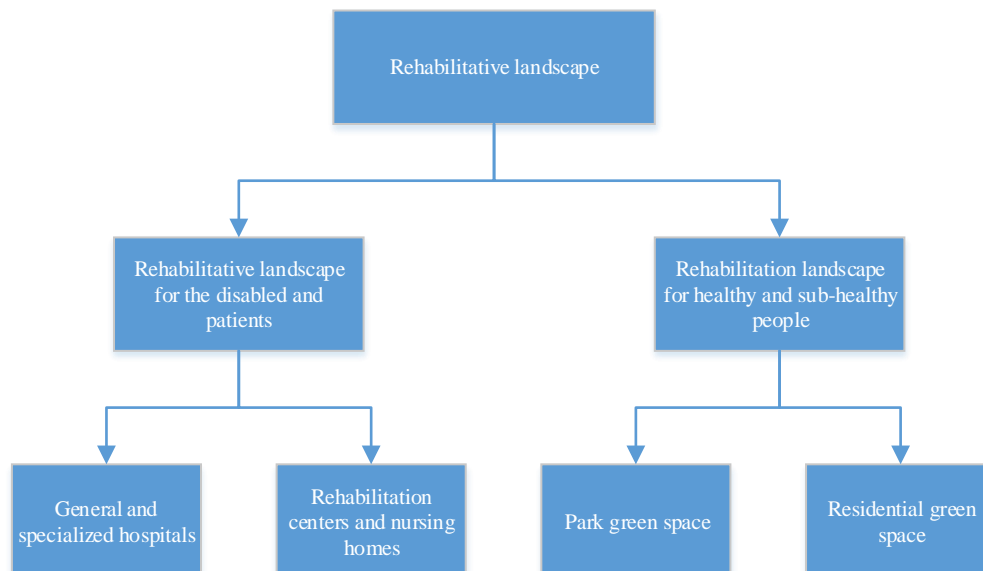 Rehabilitative landscape
Rehabilitative landscape
for the disabled and
patients
Rehabilitation landscape
for healthy and sub-healthy
people
General and
specialized hospitals
Rehabilitation
centers and nursing
homes
Park green space
Residential green
space